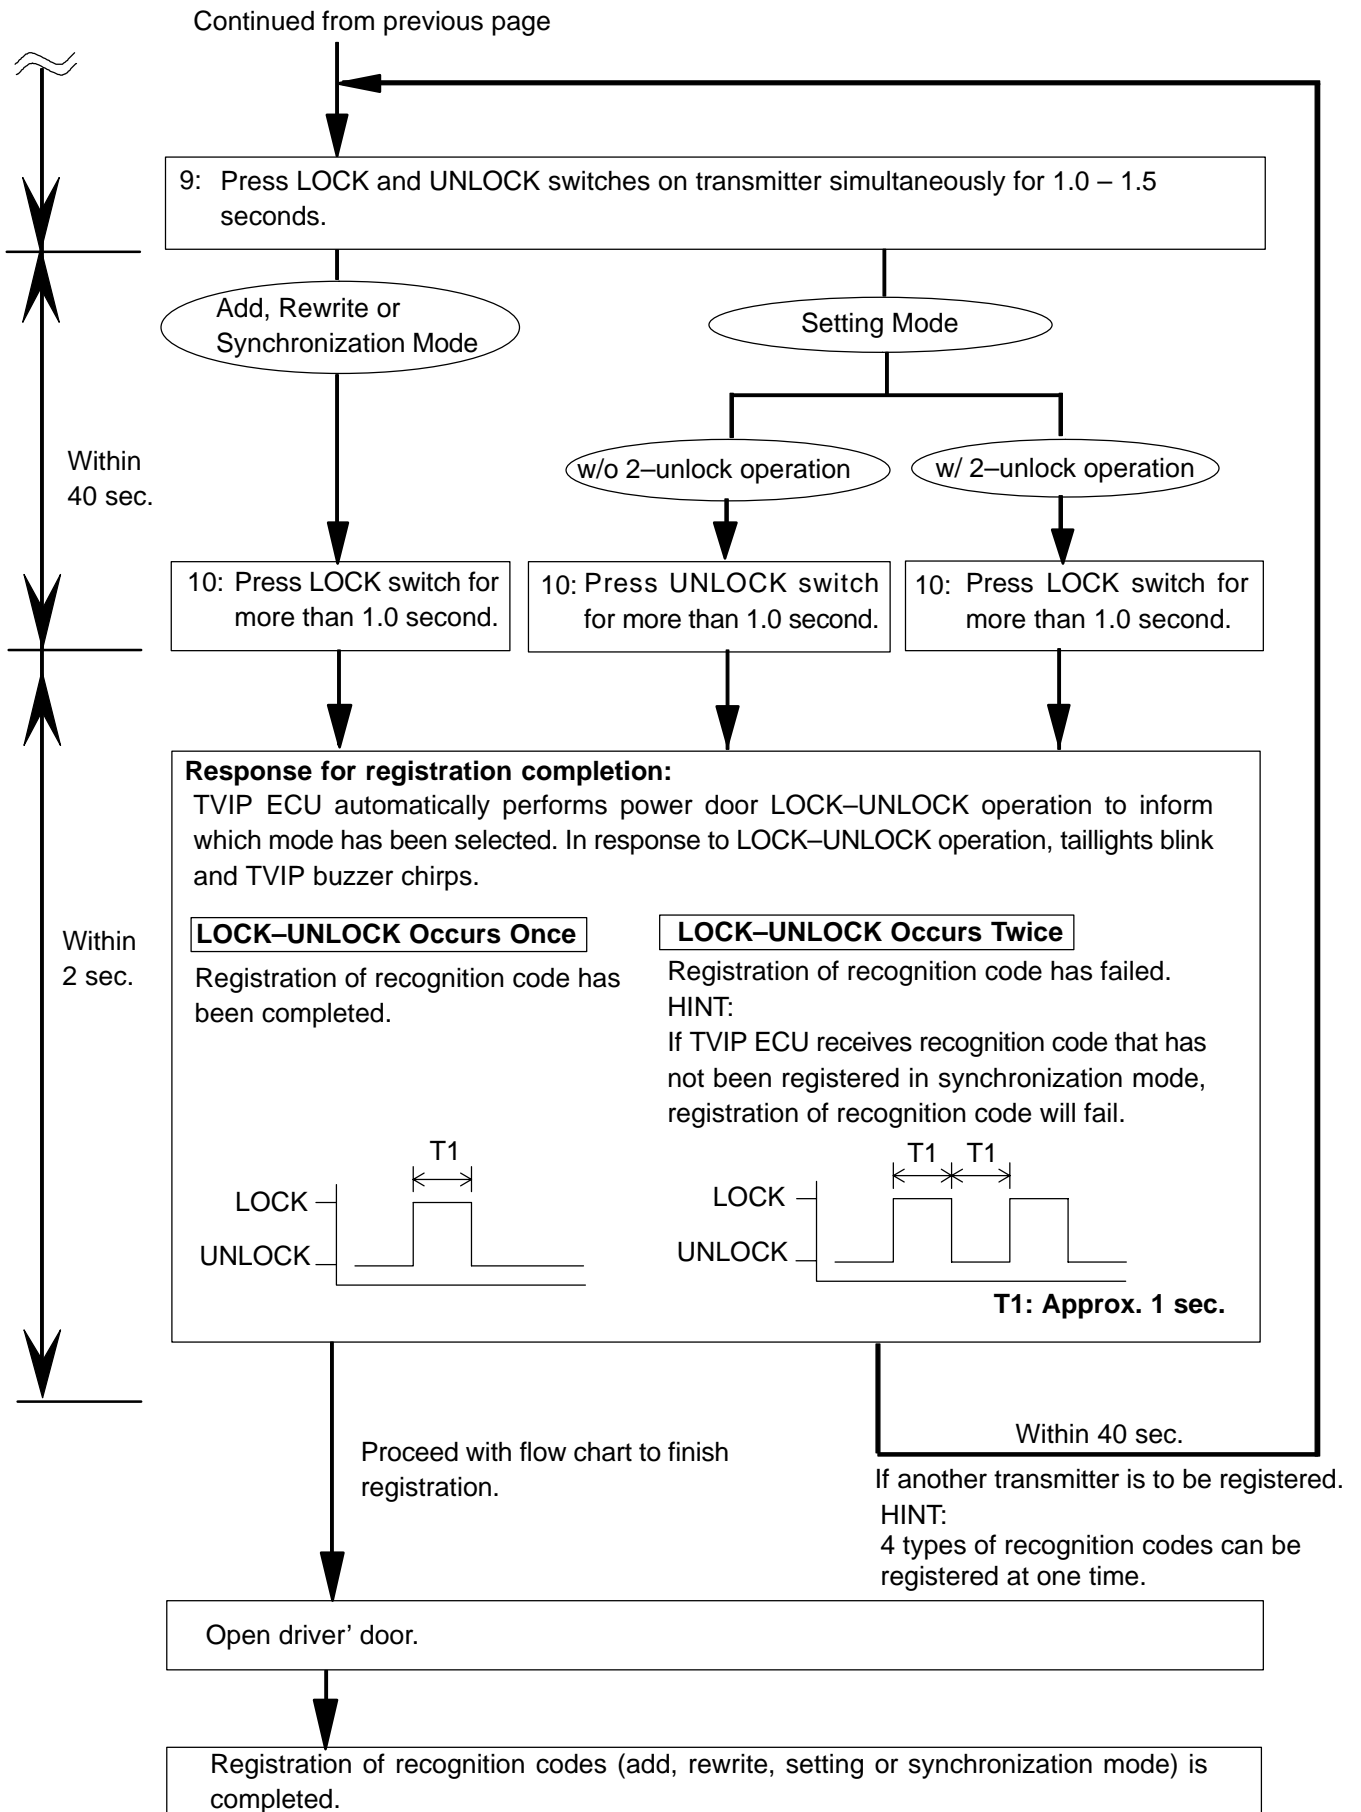 Continued from previous page
9: Press LOCK and UNLOCK switches on transmitter simultaneously for 1.0 – 1.5
seconds.
Add, Rewrite or
Synchronization Mode
Setting Mode
Within
40 sec.
w/o 2–unlock operation
w/ 2–unlock operation
10: Press LOCK switch for
more than 1.0 second.
10: Press UNLOCK switch
for more than 1.0 second.
10: Press LOCK switch for
more than 1.0 second.
Response for registration completion:
TVIP ECU automatically performs power door LOCK–UNLOCK operation to inform
which mode has been selected. In response to LOCK–UNLOCK operation, taillights blink
and TVIP buzzer chirps.
Within
2 sec.
LOCK–UNLOCK Occurs Once
Registration of recognition code has
been completed.
T1
LOCK
UNLOCK
LOCK–UNLOCK Occurs Twice
Registration of recognition code has failed.
HINT:
If TVIP ECU receives recognition code that has
not been registered in synchronization mode,
registration of recognition code will fail.
T1 T1
LOCK
UNLOCK
T1: Approx. 1 sec.
Proceed with flow chart to finish
registration.
Within 40 sec.
If another transmitter is to be registered.
HINT:
4 types of recognition codes can be
registered at one time.
Open driver’ door.
Registration of recognition codes (add, rewrite, setting or synchronization mode) is
completed.